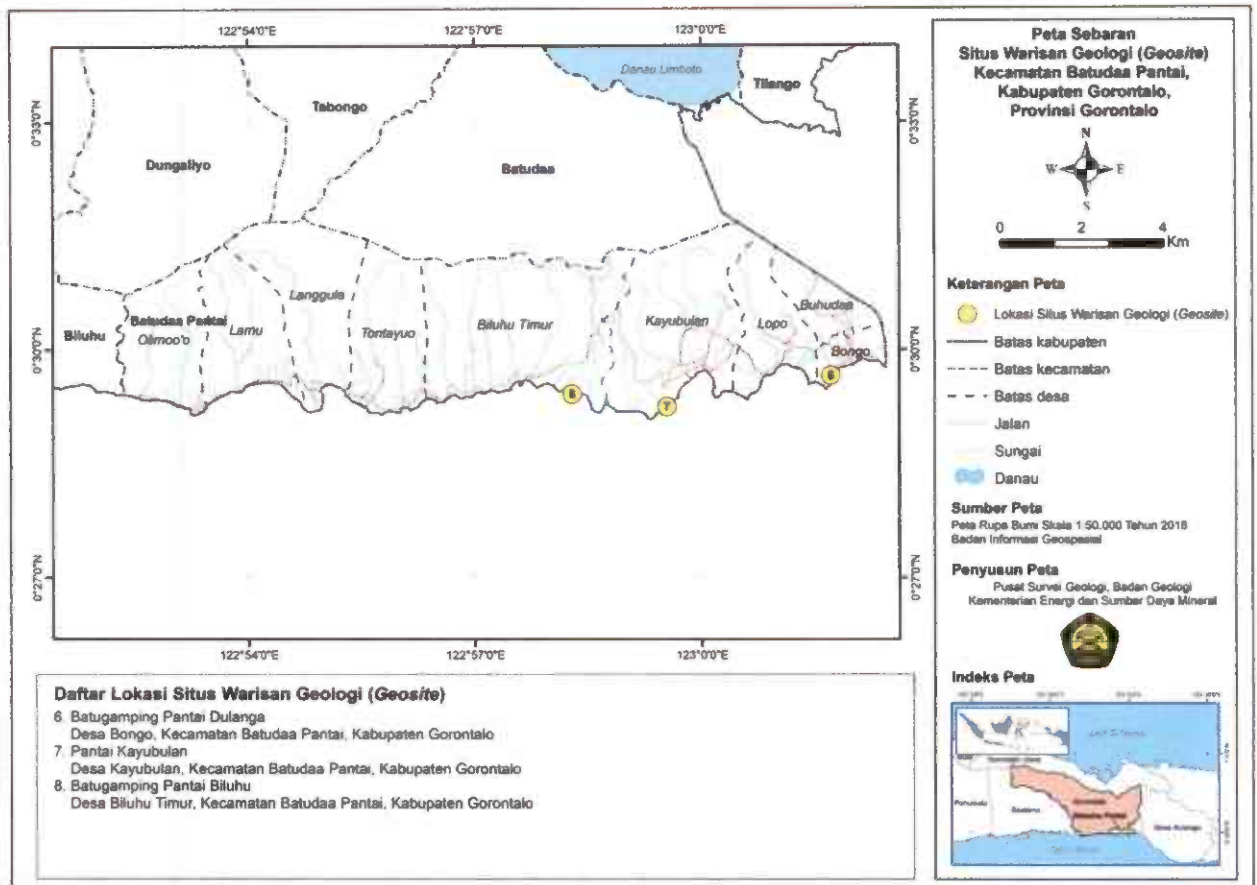 122°54'0"E
122°57'0"E
123°0'0"E
0°33'0"N
0°33'0"N
0°30'0"N
0°30'0"N
0°27'0"N
0°27'0"N
Danau Limboto
Tilango
Tabongo
Dungaliyo
Batudaa
Langgula
Buhudaa
Biluhu
Batudaa Pantai
Olimoo'o
Lamu
Tontayuo
Biluhu Timur
Kayubulan
Lopo
Bongo
8
7
6
122°54'0"E
122°57'0"E
123°0'0"E
Daftar Lokasi Situs Warisan Geologi (Geosite)
6. Batugamping Pantai Dulanga
Desa Bongo, Kecamatan Batudaa Pantai, Kabupaten Gorontalo
7. Pantai Kayubulan
Desa Kayubulan, Kecamatan Batudaa Pantai, Kabupaten Gorontalo
8. Batugamping Pantai Biluhu
Desa Biluhu Timur, Kecamatan Batudaa Pantai, Kabupaten Gorontalo
Peta Sebaran
Situs Warisan Geologi (Geosite)
Kecamatan Batudaa Pantai,
Kabupaten Gorontalo,
Provinsi Gorontalo
N
W E
S
0 2 4
Km
Keterangan Peta
Lokasi Situs Warisan Geologi (Geosite)
Batas kabupaten
Batas kecamatan
Batas desa
Jalan
Sungai
Danau
Sumber Peta
Peta Rupa Bumi Skala 1:50.000 Tahun 2018
Badan Informasi Geospasial
Penyusun Peta
Pusat Survei Geologi, Badan Geologi
Kementerian Energi dan Sumber Daya Mineral
Indeks Peta